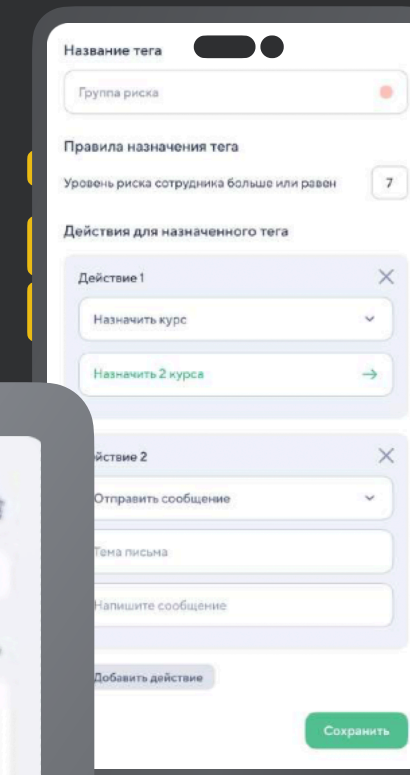 Название тега
Группа риска
Правила назначения тега
Уровень риска сотрудника больше или равен 7
Действия для назначенного тега
Действие 1
Назначить курс
Назначить 2 курса
йствие 2
Отправить сообщение
Тема письма
Напишите сообщение
Добавить действие
Сохранить